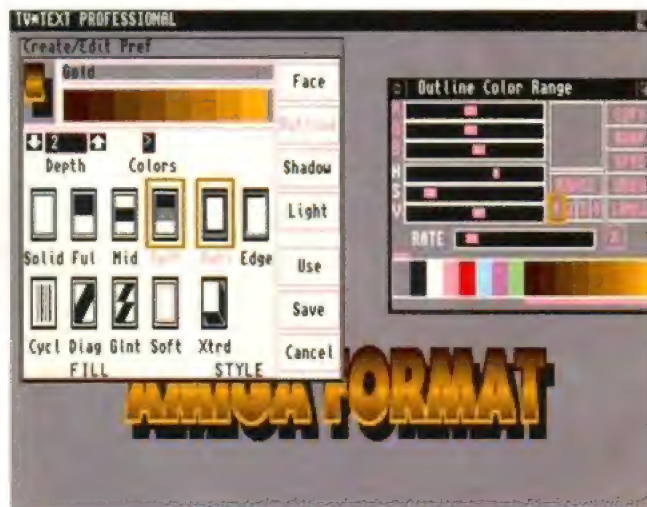 TV*TEXT PROFESSIONAL
Create/Edit Pref
Gold
Face
Outline
2
Depth
Colors
Shadow
Light
Solid Ful Mid Edge
Use
Save
Cycl Diag Glnt Soft Xtrd
Cancel
FILL STYLE
Outline Color Range
H
S
V
RATE
AMIGA FORMAT